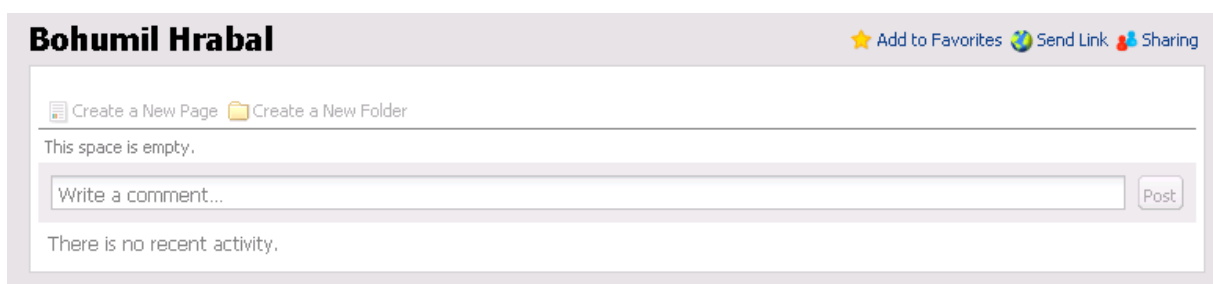 Bohumil Hrabal
Add to Favorites Send Link Sharing
Create a New Page Create a New Folder
This space is empty.
Write a comment...
Post
There is no recent activity.